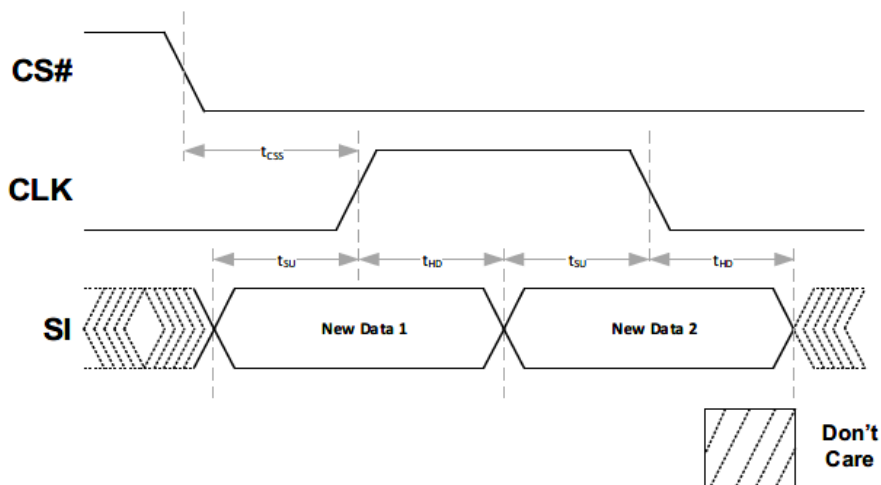 CS#
tCSS
CLK
tSU tHD tSU tHD
SI New Data 1 New Data 2
Don't
Care